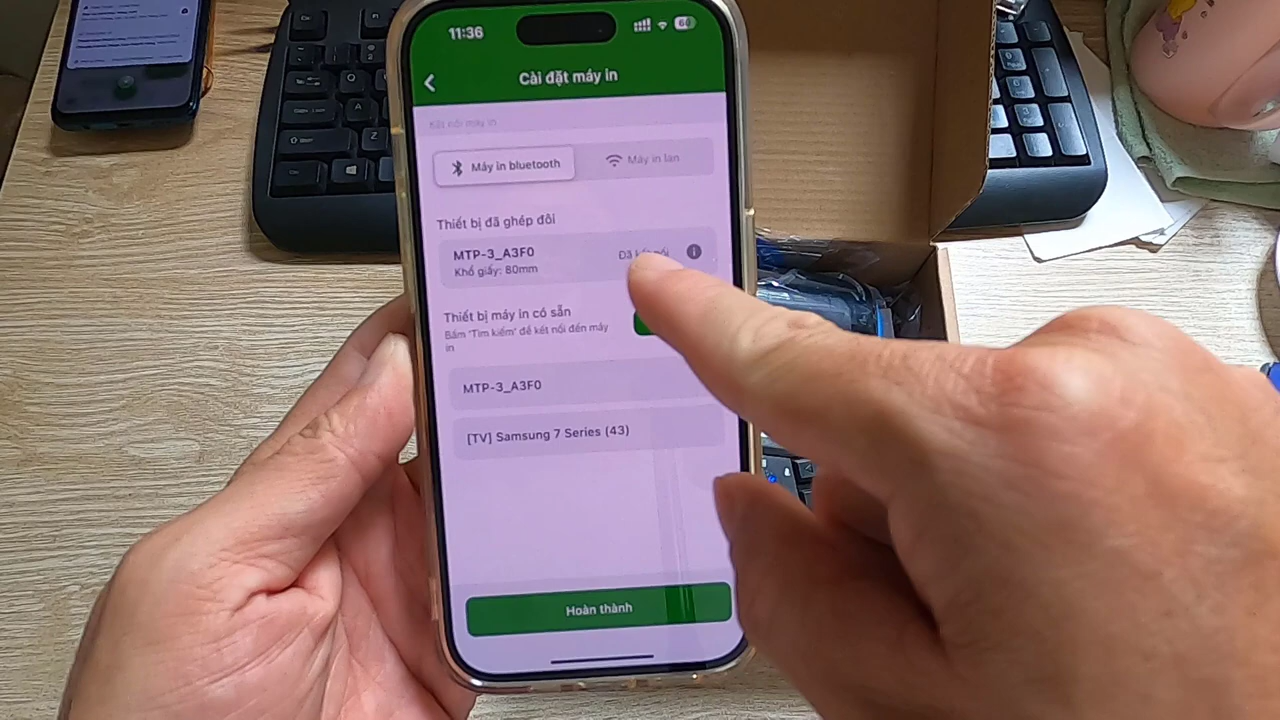 11:36
60
Cài đặt máy in
Kết nối máy in
Máy in bluetooth
Máy in lan
Thiết bị đã ghép đôi
MTP-3_A3F0
Đã kết nối
Khổ giấy: 80mm
Thiết bị máy in có sẵn
Bấm 'Tìm kiếm' để kết nối đến máy
in
MTP-3_A3F0
[TV] Samsung 7 Series (43)
Hoàn thành